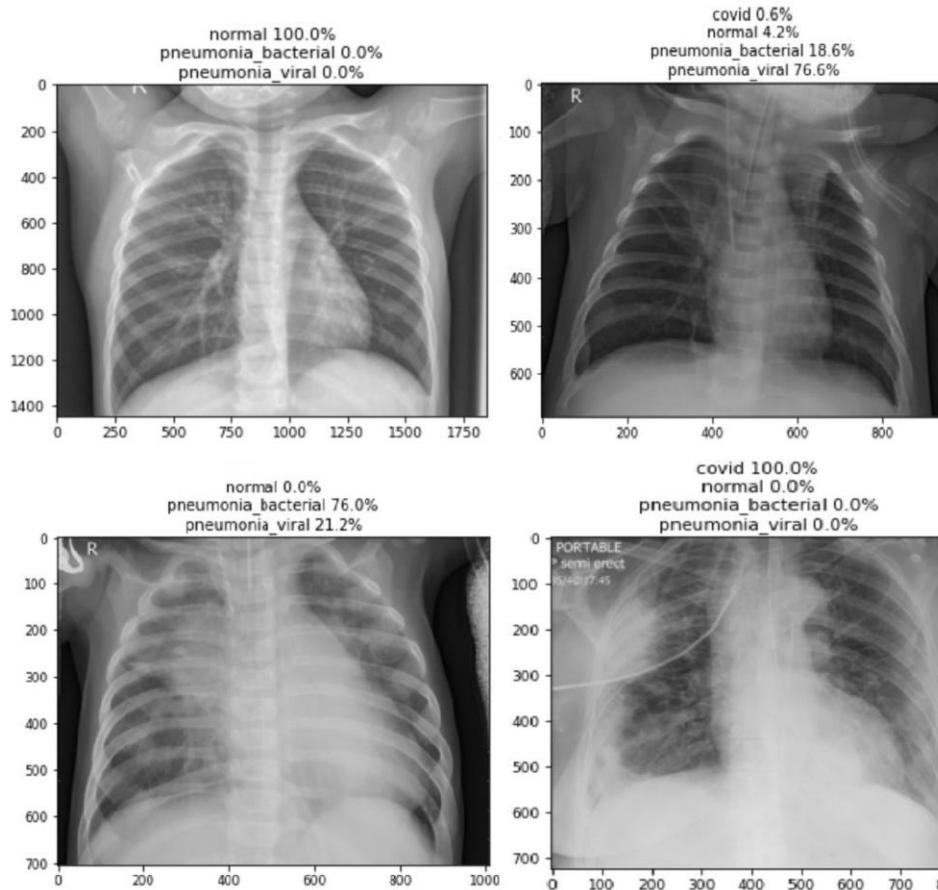 normal 100.0%
pneumonia_bacterial 0.0%
pneumonia_viral 0.0%
R
0
200
400
600
800
1000
1200
1400
0 250 500 750 1000 1250 1500 1750
covid 0.6%
normal 4.2%
pneumonia_bacterial 18.6%
pneumonia_viral 76.6%
R
0
100
200
300
400
500
600
0 200 400 600 800
normal 0.0%
pneumonia_bacterial 76.0%
pneumonia_viral 21.2%
R
0
100
200
300
400
500
600
700
0 200 400 600 800 1000
covid 100.0%
normal 0.0%
pneumonia_bacterial 0.0%
pneumonia_viral 0.0%
PORTABLE
semi erect
0
100
200
300
400
500
600
700
0 100 200 300 400 500 600 700